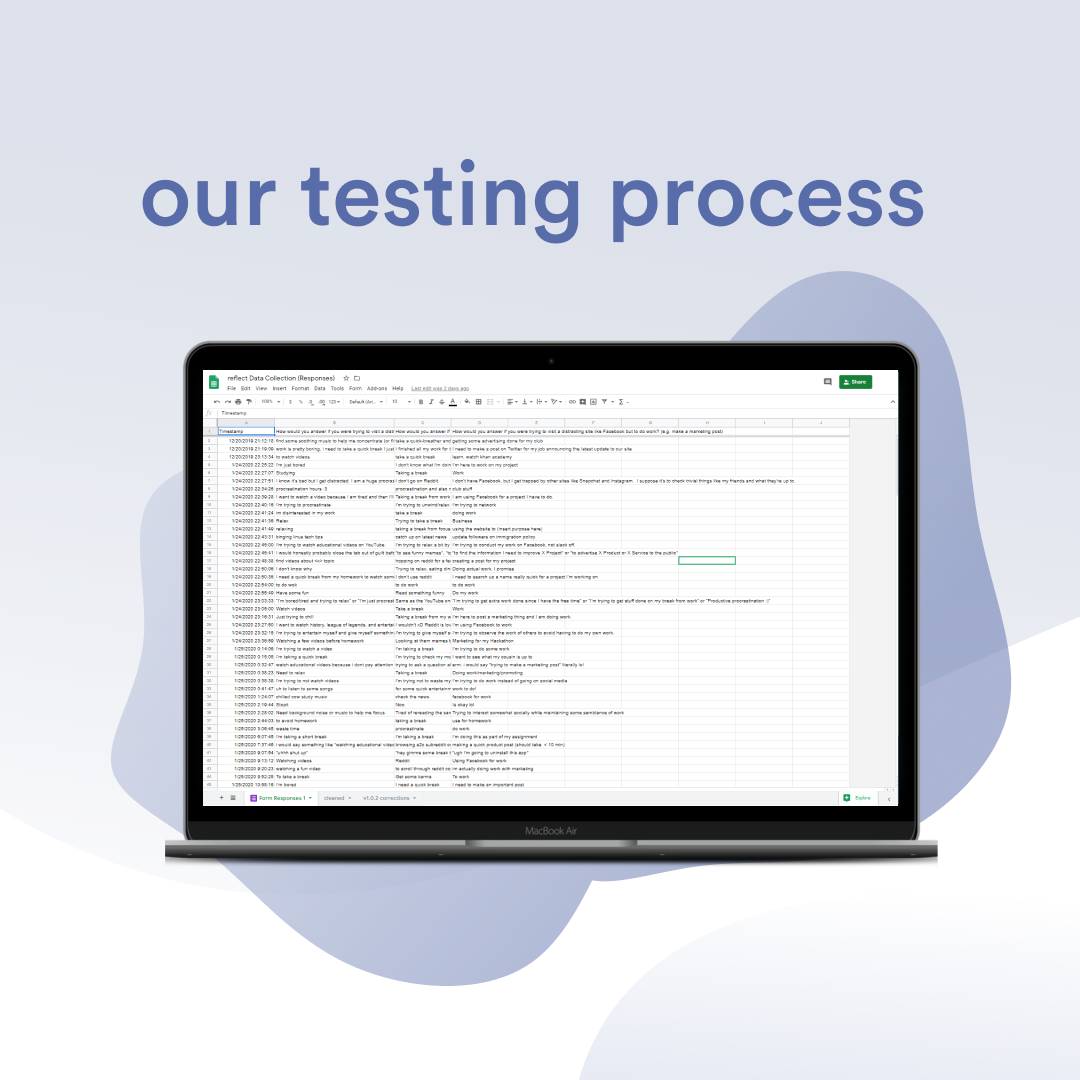 our testing process
reflect Data Collection (Responses)
File Edit View Insert Format Data Tools Form Add-ons Help Last edit was 2 days ago
Share
100% $ % .0 .00 123 Default (Ari... 10 B I S A
fx Timestamp
A B C D E F G H I J
1 Timestamp How would you answer if you were trying to visit a dist How would you answer if How would you answer if you were trying to visit a distracting site like Facebook but to do work? (e.g. make a marketing post)
2 12/20/2019 21:12:18 find some soothing music to help me concentrate (or fi take a quick-breather and getting some advertising done for my club
3 12/20/2019 21:19:09 work is pretty boring, I need to take a quick break I just I finished all my work for t I need to make a post on Twitter for my job announcing the latest update to our site
4 12/20/2019 23:13:34 to watch videos take a quick break learn, watch khan academy
5 1/24/2020 22:25:22 I'm just bored I don't know what I'm doin I'm here to work on my project
6 1/24/2020 22:27:07 Studying Taking a break Work
7 1/24/2020 22:27:51 I know it's bad but I get distracted. I am a huge procras I don't go on Reddit I don't have Facebook, but I get trapped by other sites like Snapchat and Instagram. I suppose it's to check trivial things like my friends and what they're up to.
8 1/24/2020 22:34:26 procrastination hours :3 procrastination and also c club stuff
9 1/24/2020 22:39:28 I want to watch a video because I am tired and then I'll Taking a break from work I am using Facebook for a project I have to do.
10 1/24/2020 22:40:16 I'm trying to procrastinate I'm trying to unwind/relax I'm trying to network
11 1/24/2020 22:41:24 im disinterested in my work take a break doing work
12 1/24/2020 22:41:36 Relax Trying to take a break Business
13 1/24/2020 22:41:49 relaxing taking a break from focus using the website to (insert purpose here)
14 1/24/2020 22:43:31 binging linus tech tips catch up on latest news update followers on immigration policy
15 1/24/2020 22:45:00 I'm trying to watch educational videos on YouTube. I'm trying to relax a bit by I'm trying to conduct my work on Facebook, not slack off.
16 1/24/2020 22:45:41 I would honestly probably close the tab out of guilt befo "to see funny memes", "to "to find the information I need to improve X Project" or "to advertise X Product or X Service to the public"
17 1/24/2020 22:48:38 find videos about <x> topic hopping on reddit for a fe creating a post for my project
18 1/24/2020 22:50:06 I don't know why Trying to relax, eating din Doing actual work, I promise
19 1/24/2020 22:50:35 I need a quick break from my homework to watch some I don't use reddit I need to search up a name really quick for a project I'm working on
20 1/24/2020 22:54:00 to do wok to do work to do work
21 1/24/2020 22:56:49 Have some fun Read something funny Do my work
22 1/24/2020 23:03:33 "I'm bored/tired and trying to relax" or "I'm just procrast Same as the YouTube on "I'm trying to get extra work done since I have the free time" or "I'm trying to get stuff done on my break from work" or "Productive procrastination :)"
23 1/24/2020 23:06:00 Watch videos Take a break Work
24 1/24/2020 23:16:31 Just trying to chill Taking a break from my w I'm here to post a marketing thing and I am doing work.
25 1/24/2020 23:27:50 I want to watch history, league of legends, and entertai I wouldn't xD Reddit is lov I'm using Facebook to work
26 1/24/2020 23:32:16 I'm trying to entertain myself and give myself somethin I'm trying to give myself a I'm trying to observe the work of others to avoid having to do my own work.
27 1/24/2020 23:36:59 Watching a few videos before homework Looking at them memes b Marketing for my Hackathon
28 1/25/2020 0:14:06 I'm trying to watch a video I'm taking a break I'm trying to do some work
29 1/25/2020 0:15:05 I'm taking a quick break I'm trying to check my me I want to see what my cousin is up to
30 1/25/2020 0:32:47 watch educational videos because I dont pay attention trying to ask a question al erm..i would say "trying to make a marketing post" literally lol
31 1/25/2020 0:38:23 Need to relax Taking a break Doing work/marketing/promoting
32 1/25/2020 0:38:38 I'm trying to not watch videos I'm trying not to waste my I'm trying to do work instead of going on social media
33 1/25/2020 0:41:47 uh to listen to some songs for some quick entertainm work to do!
34 1/25/2020 1:24:07 chilled cow study music check the news facebook for work
35 1/25/2020 2:19:44 Stopit Noo Is okay lol
36 1/25/2020 2:28:02 Need background noise or music to help me focus Tired of rereading the sam Trying to interest somewhat socially while maintaining some semblance of work
37 1/25/2020 2:44:03 to avoid homework taking a break use for homework
38 1/25/2020 3:06:45 waste time procrastinate do work
39 1/25/2020 6:07:45 I'm taking a short break I'm taking a break I'm doing this as part of my assignment
40 1/25/2020 7:37:46 i would say something like "watching educational video browsing a2c subreddit o making a quick product post (should take < 10 min)
41 1/25/2020 9:07:54 "uhhh shut up" "hey gimme some break t "ugh I'm going to uninstall this app"
42 1/25/2020 9:13:12 Watching videos Reddit Using Facebook for work
43 1/25/2020 9:20:23 watching a fun video to scroll through reddit co im actually doing work with marketing
44 1/25/2020 9:52:25 To take a break Get some karma To work
45 1/25/2020 10:56:16 I'm bored I need a quick break I need to make an important post
Form Responses 1 cleaned v1.0.2 corrections Explore
MacBook Air